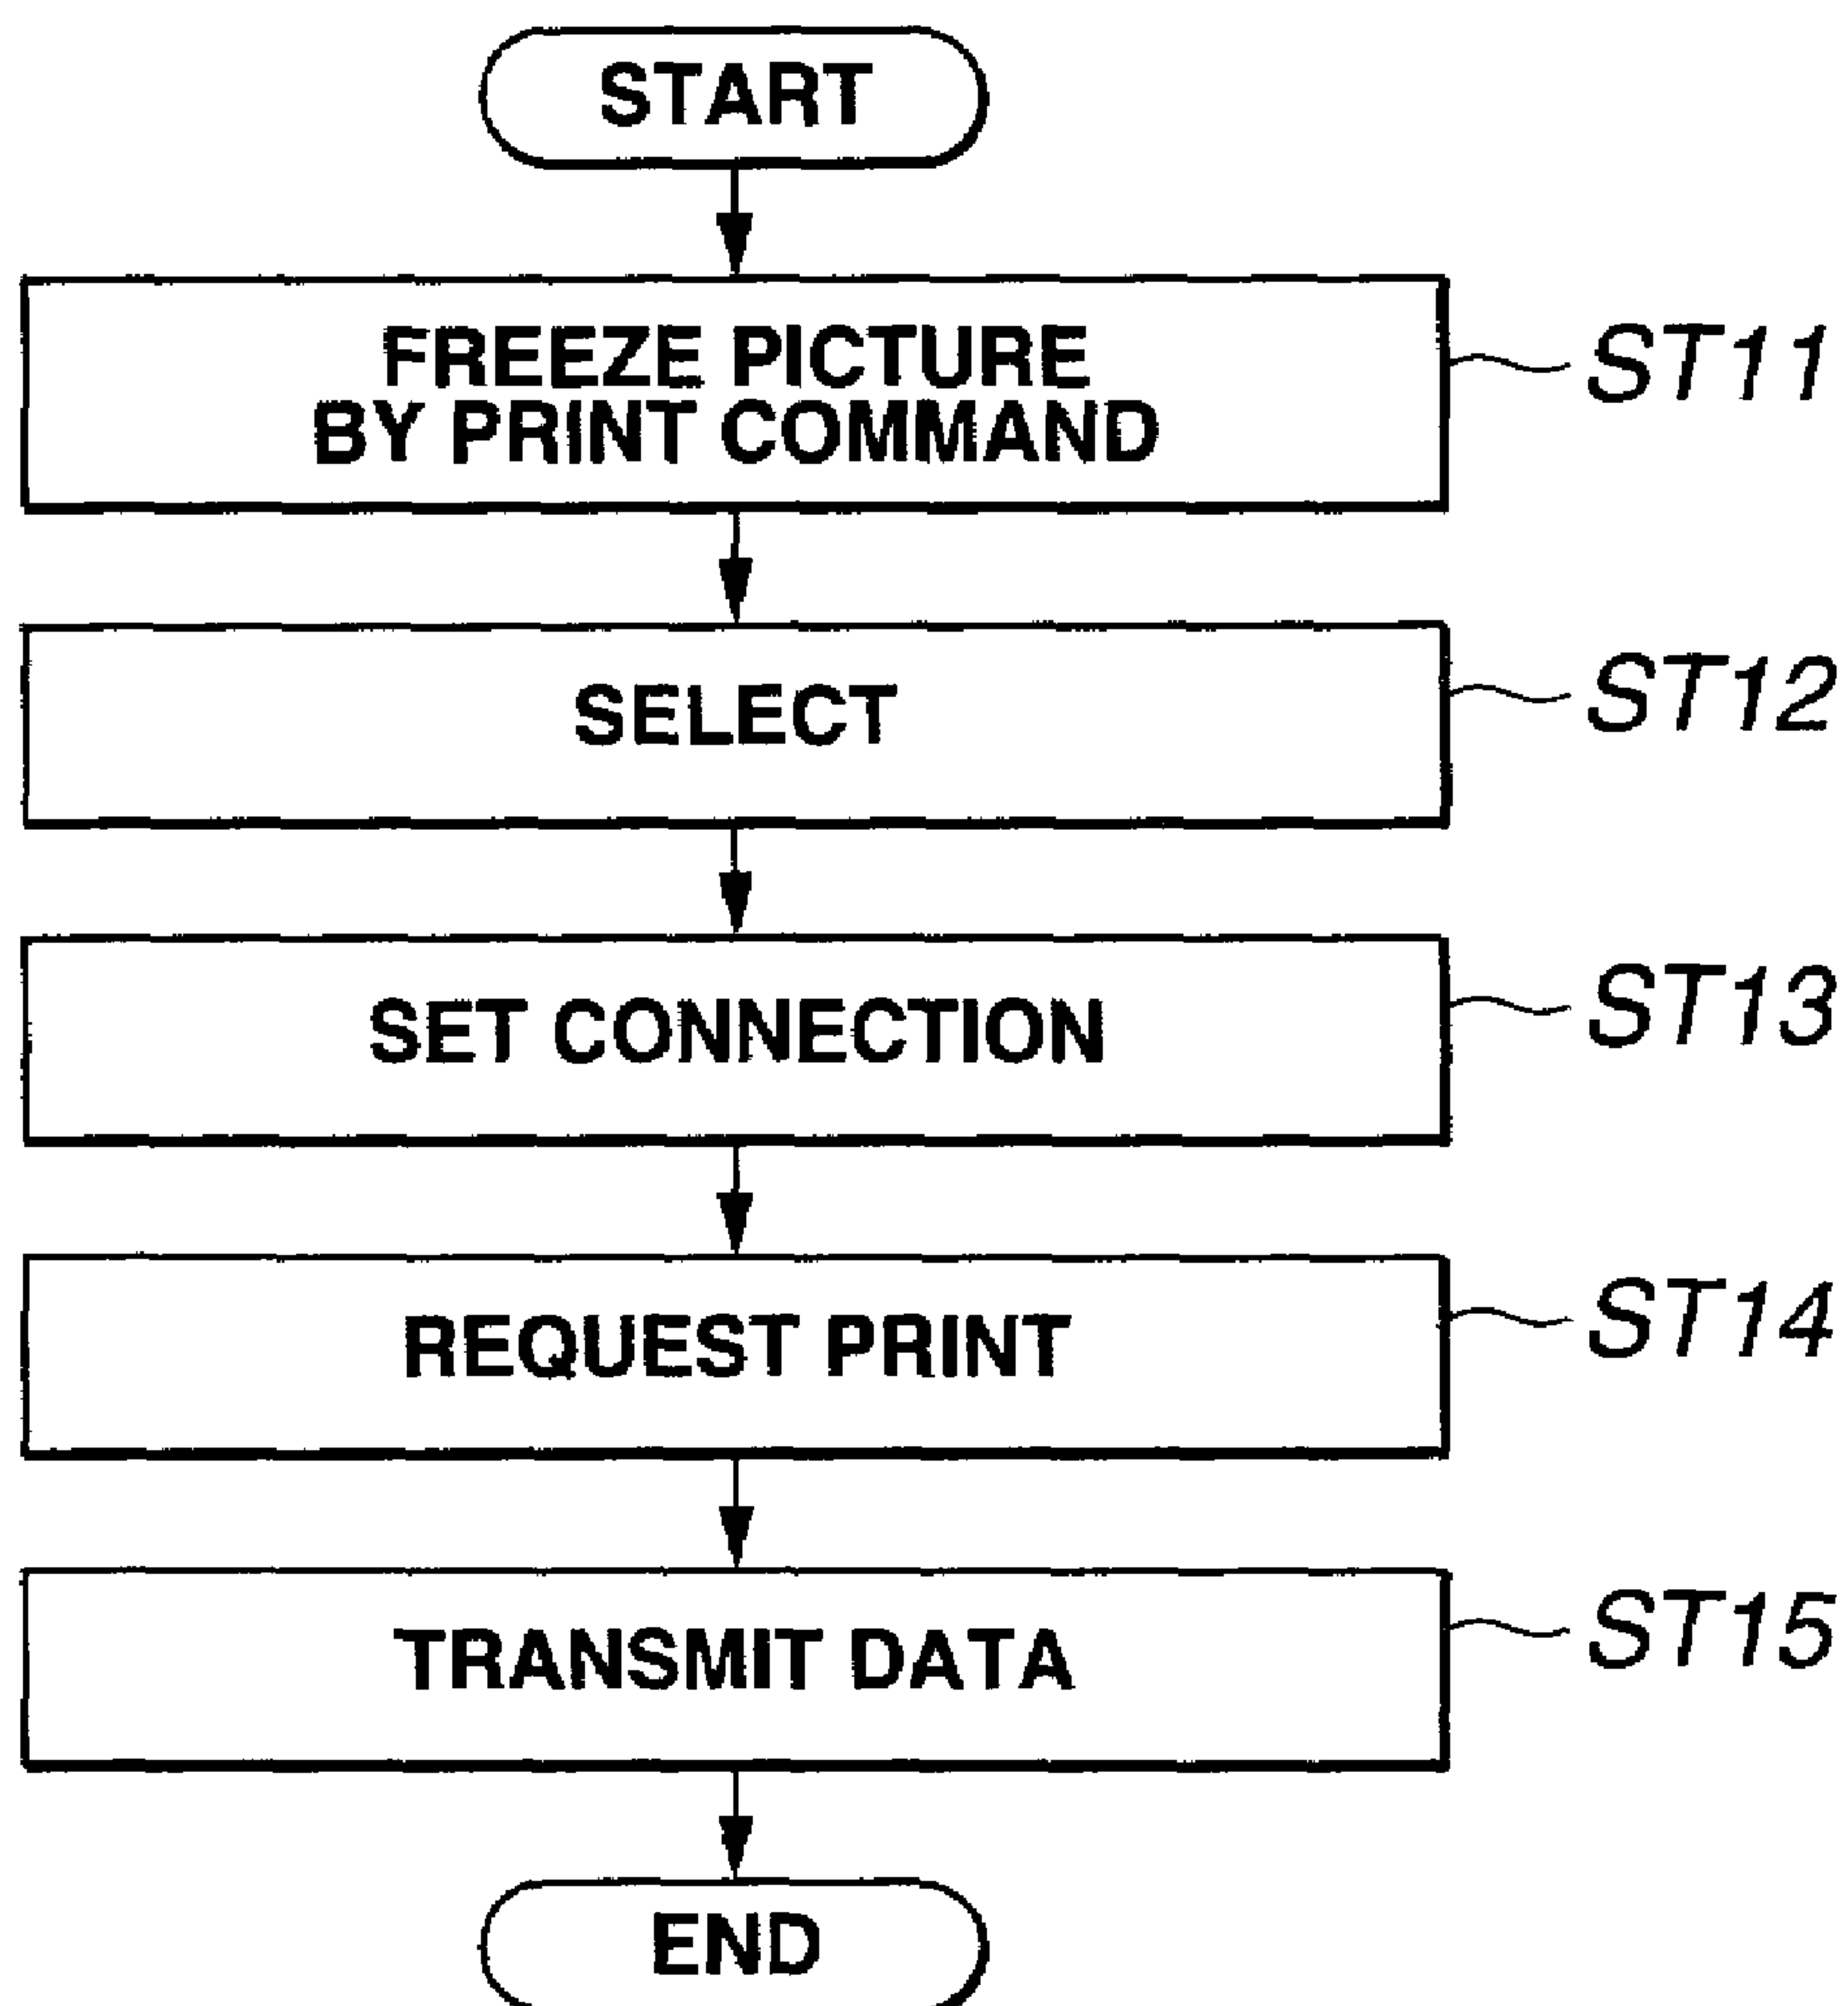 START
FREEZE PICTURE
BY PRINT COMMAND
ST11
SELECT
ST12
SET CONNECTION
ST13
REQUEST PRINT
ST14
TRANSMIT DATA
ST15
END